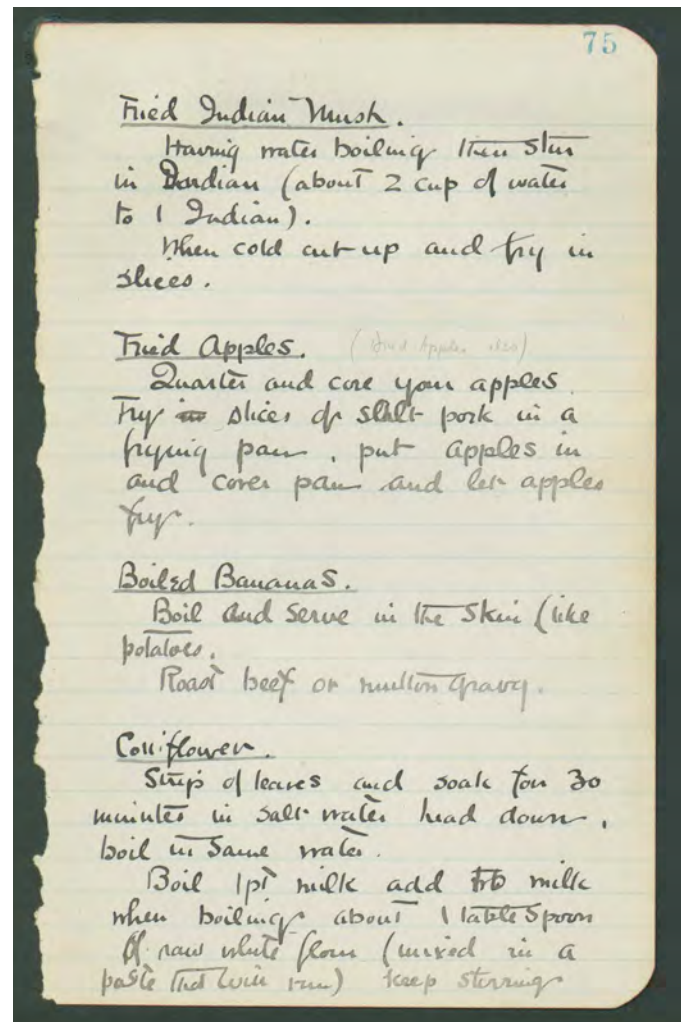 75
Fried Indian Mush.
Having water boiling then stir
in Indian (about 2 cup of water
to 1 Indian).
When cold cut up and fry in
slices.
Fried Apples. (Dried Apples also)
Quarter and core your apples
Fry slices of salt pork in a
frying pan, put apples in
and cover pan and let apples
fry.
Boiled Bananas.
Boil and serve in the skin (like
potatoes.
Roast beef or mutton gravy.
Cauiflower.
Strip of leaves and soak for 30
minutes in salt water head down,
boil in same water.
Boil 1pt milk add to milk
when boiling about 1 tablespoon
of raw white flour (mixed in a
paste that will run) keep stirring